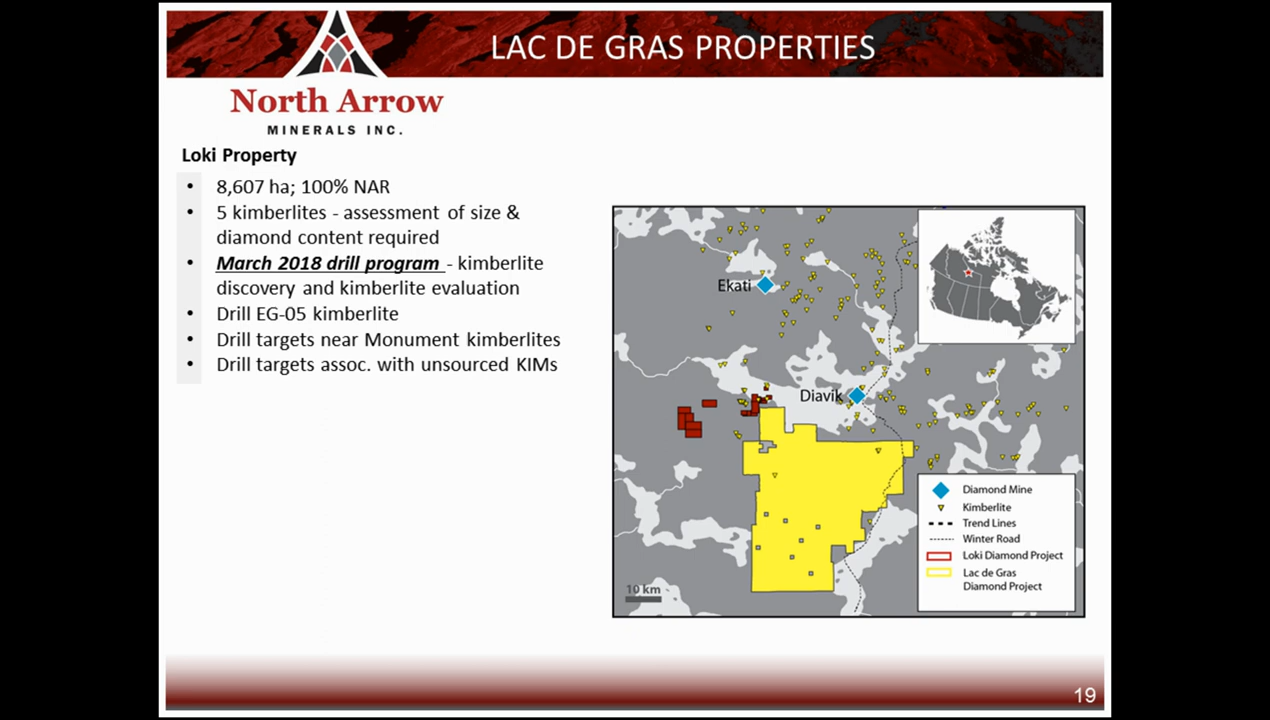 LAC DE GRAS PROPERTIES
North Arrow
MINERALS INC.
Loki Property
• 8,607 ha; 100% NAR
• 5 kimberlites - assessment of size &
diamond content required
• March 2018 drill program - kimberlite
discovery and kimberlite evaluation
• Drill EG-05 kimberlite
• Drill targets near Monument kimberlites
• Drill targets assoc. with unsourced KIMs
Ekati
Diavik
Diamond Mine
Kimberlite
Trend Lines
Winter Road
Loki Diamond Project
Lac de Gras
Diamond Project
10 km
19